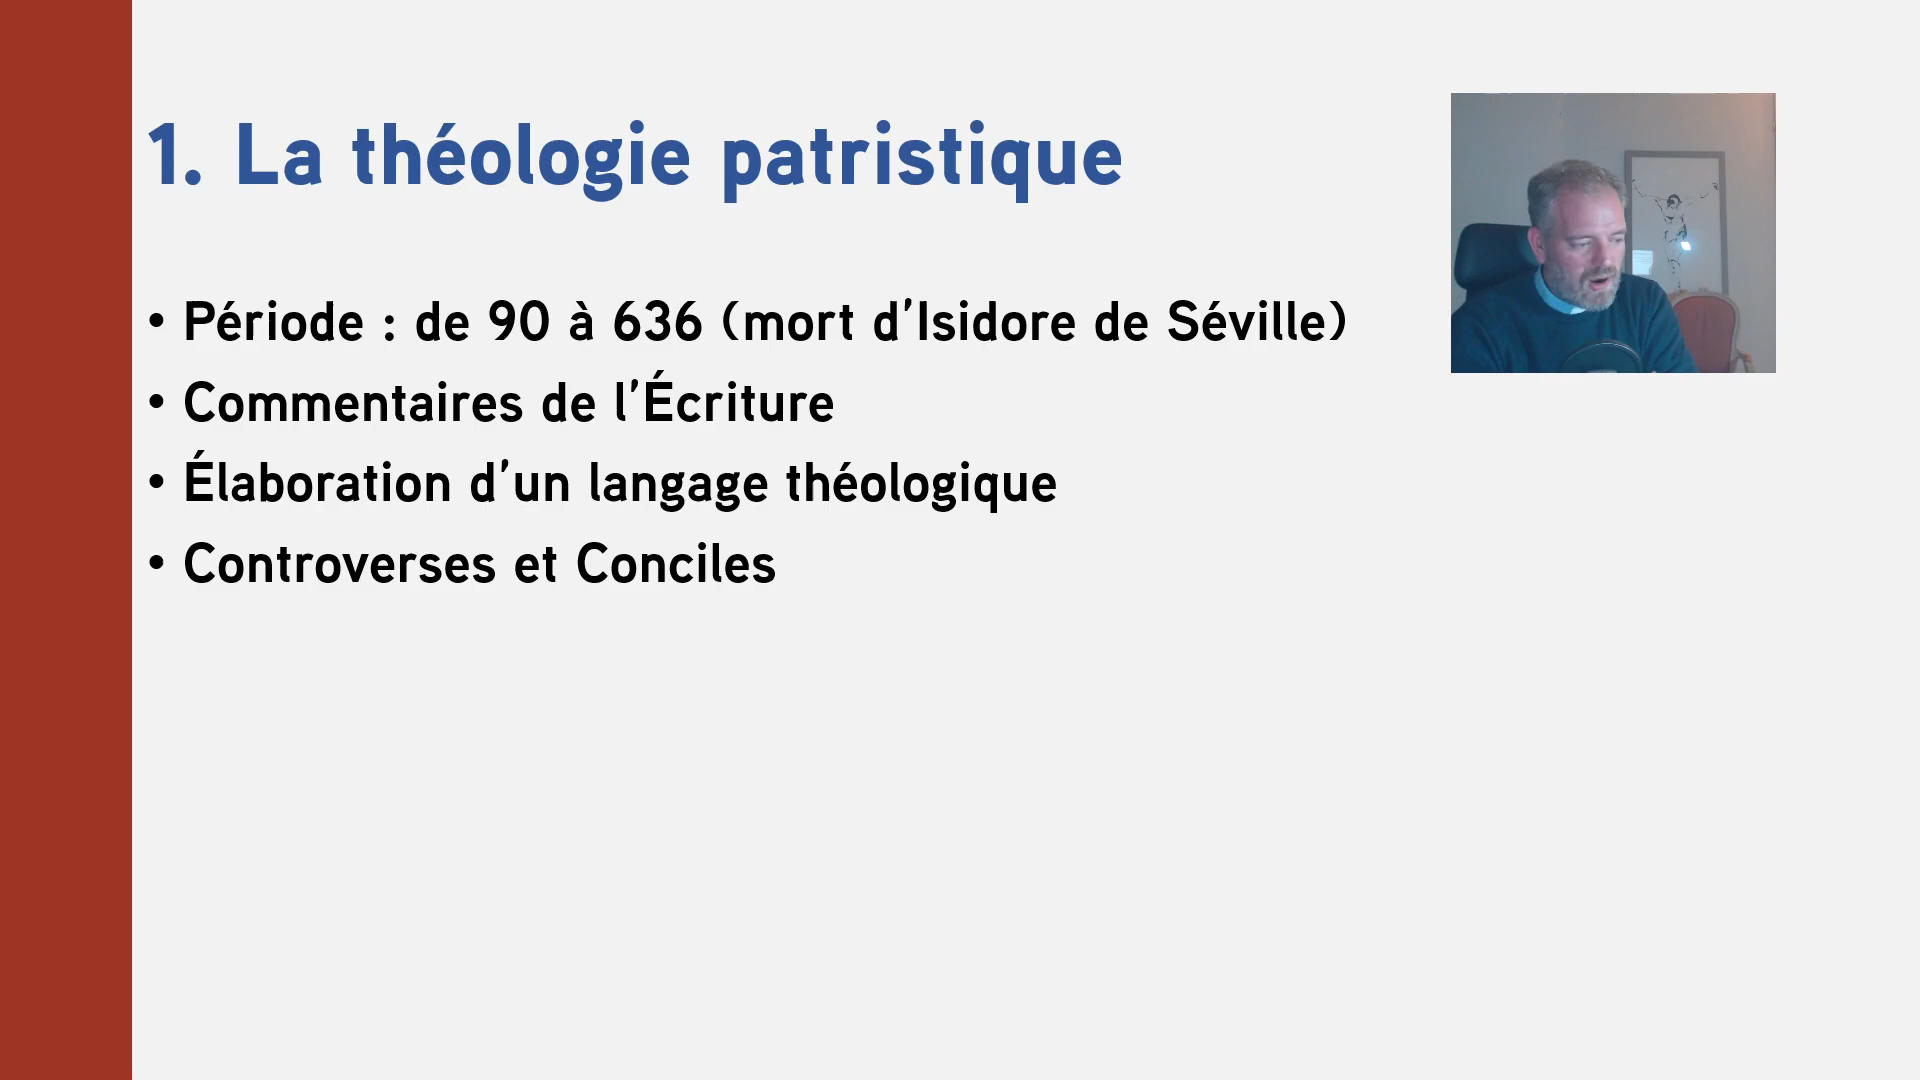 1. La théologie patristique
• Période : de 90 à 636 (mort d’Isidore de Séville)
• Commentaires de l’Écriture
• Élaboration d’un langage théologique
• Controverses et Conciles